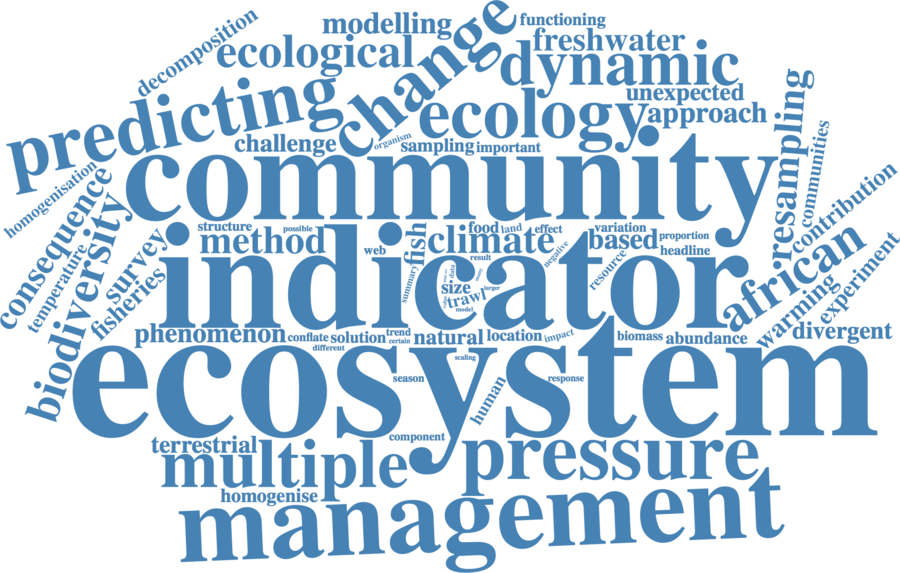 functioning
modelling
decomposition
ecological
change
freshwater
dynamic
unexpected
predicting
ecology
approach
challenge
organism
sampling
important
resampling
communities
community
homogenisation
consequence
contribution
structure
possible
food
land
effect
variation
proportion
method
web
fish
climate
based
headline
result
negative
resource
african
experiment
temperature
biodiversity
survey
fisheries
indicator
summary
data
size
trawl
larger
model
warming
divergent
phenomenon
conflate
solution
trend
certain
natural
location
impact
biomass
abundance
different
scaling
ecosystem
season
response
human
component
terrestrial
multiple
pressure
homogenise
management